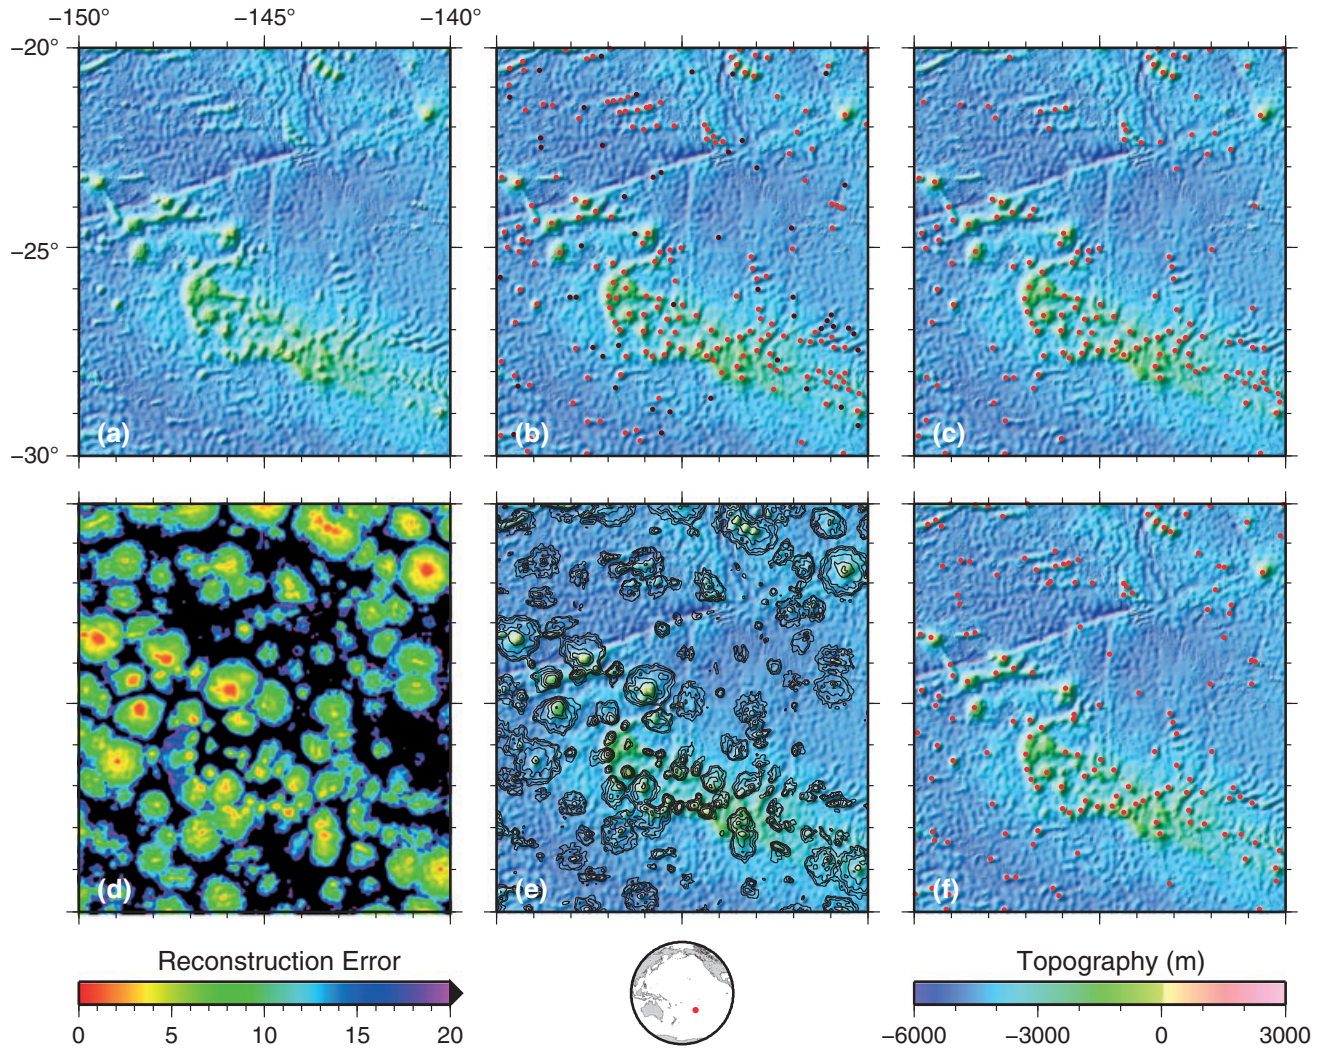 −150° −145° −140°
−20°
−25°
−30°
(a) (b) (c)
(d) (e) (f)
Reconstruction Error
0 5 10 15 20
Topography (m)
−6000 −3000 0 3000